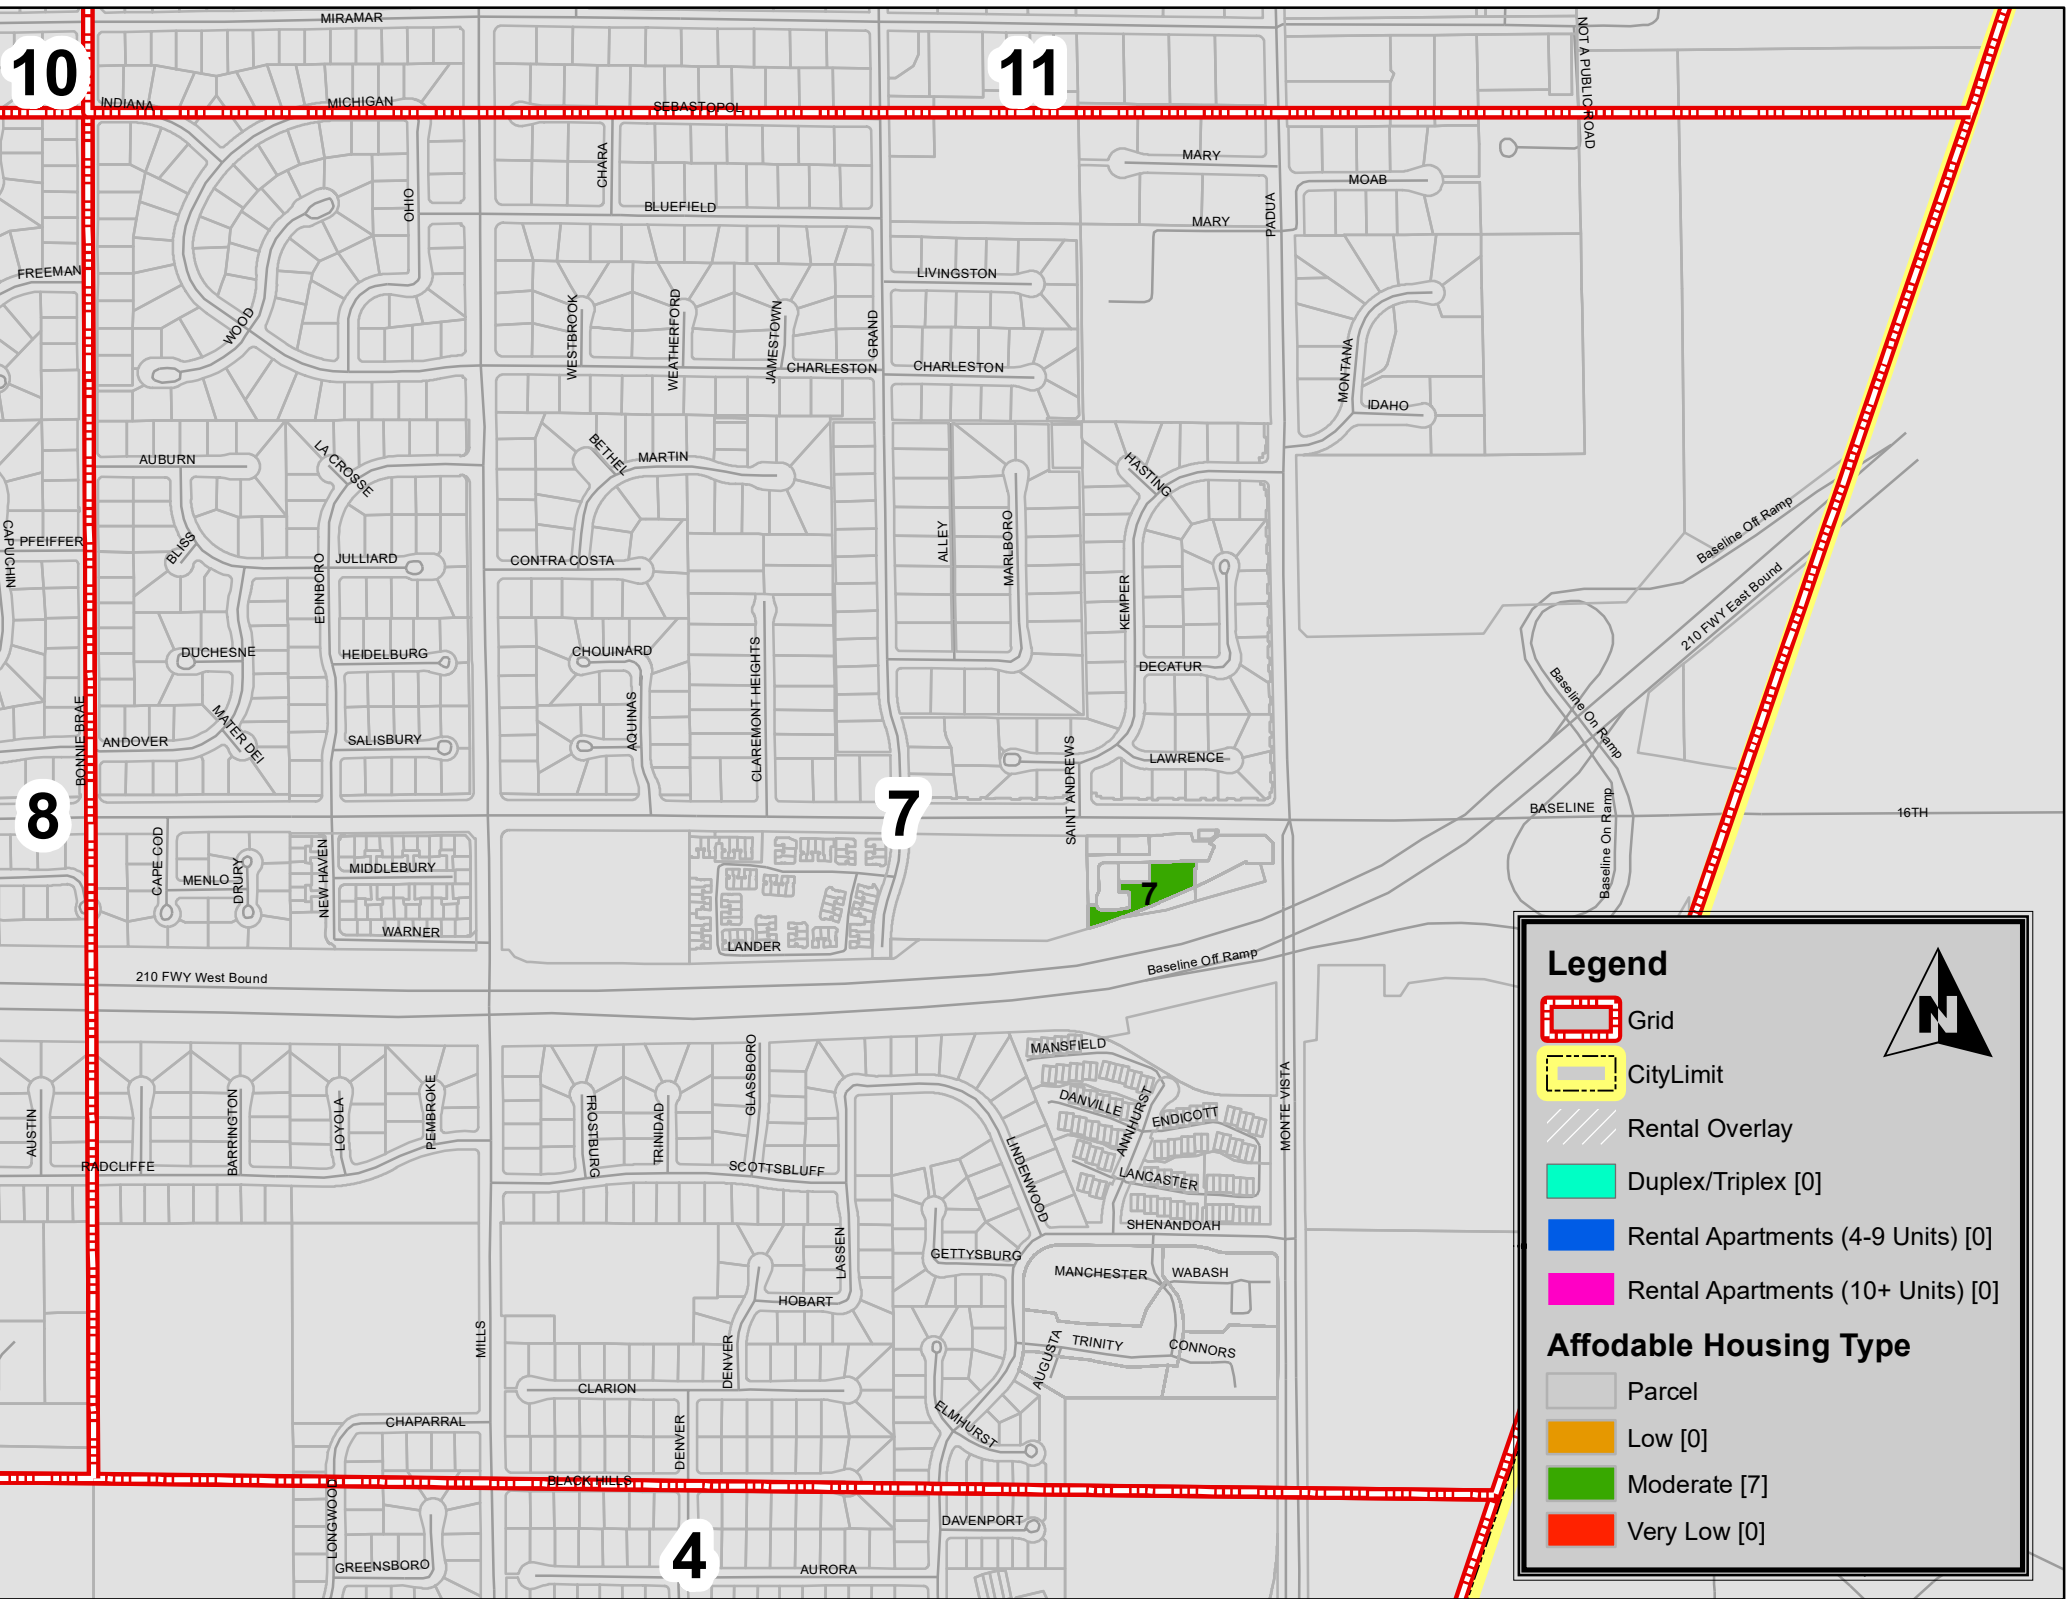 MIRAMAR
NOT A PUBLIC ROAD
10
11
INDIANA
MICHIGAN
SEBASTOPOL
CHARA
MARY
MOAB
OHIO
BLUEFIELD
MARY
PADUA
FREEMAN
LIVINGSTON
WOOD
WESTBROOK
WEATHERFORD
JAMESTOWN
GRAND
CHARLESTON
CHARLESTON
MONTANA
IDAHO
AUBURN
LA CROSSE
BETHEL
MARTIN
HASTING
CAPUCHIN
PFEIFFER
BLISS
EDINBORO
JULLIARD
CONTRA COSTA
ALLEY
MARLBORO
KEMPER
Baseline Off Ramp
210 FWY East Bound
DUCHESNE
HEIDELBURG
CHOUINARD
CLAREMONT HEIGHTS
DECATUR
Baseline On Ramp
BONNIE BRAE
ANDOVER
MATER DEI
SALISBURY
AQUINAS
SAINT ANDREWS
LAWRENCE
8
7
BASELINE
Baseline On Ramp
16TH
CAPE COD
MENLO
DRURY
NEW HAVEN
MIDDLEBURY
WARNER
LANDER
7
210 FWY West Bound
Baseline Off Ramp
MANSFIELD
AUSTIN
RADCLIFFE
BARRINGTON
LOYOLA
PEMBROKE
FROSTBURG
TRINIDAD
GLASSBORO
SCOTTSBLUFF
LINDENWOOD
DANVILLE
ANNHURST
ENDICOTT
LANCASTER
MONTE VISTA
SHENANDOAH
LASSEN
GETTYSBURG
MANCHESTER
WABASH
HOBART
MILLS
DENVER
AUGUSTA
TRINITY
CONNORS
CLARION
CHAPARRAL
DENVER
ELMHURST
BLACK HILLS
LONGWOOD
GREENSBORO
4
AURORA
DAVENPORT
Legend
N
Grid
CityLimit
Rental Overlay
Duplex/Triplex [0]
Rental Apartments (4-9 Units) [0]
Rental Apartments (10+ Units) [0]
Affodable Housing Type
Parcel
Low [0]
Moderate [7]
Very Low [0]